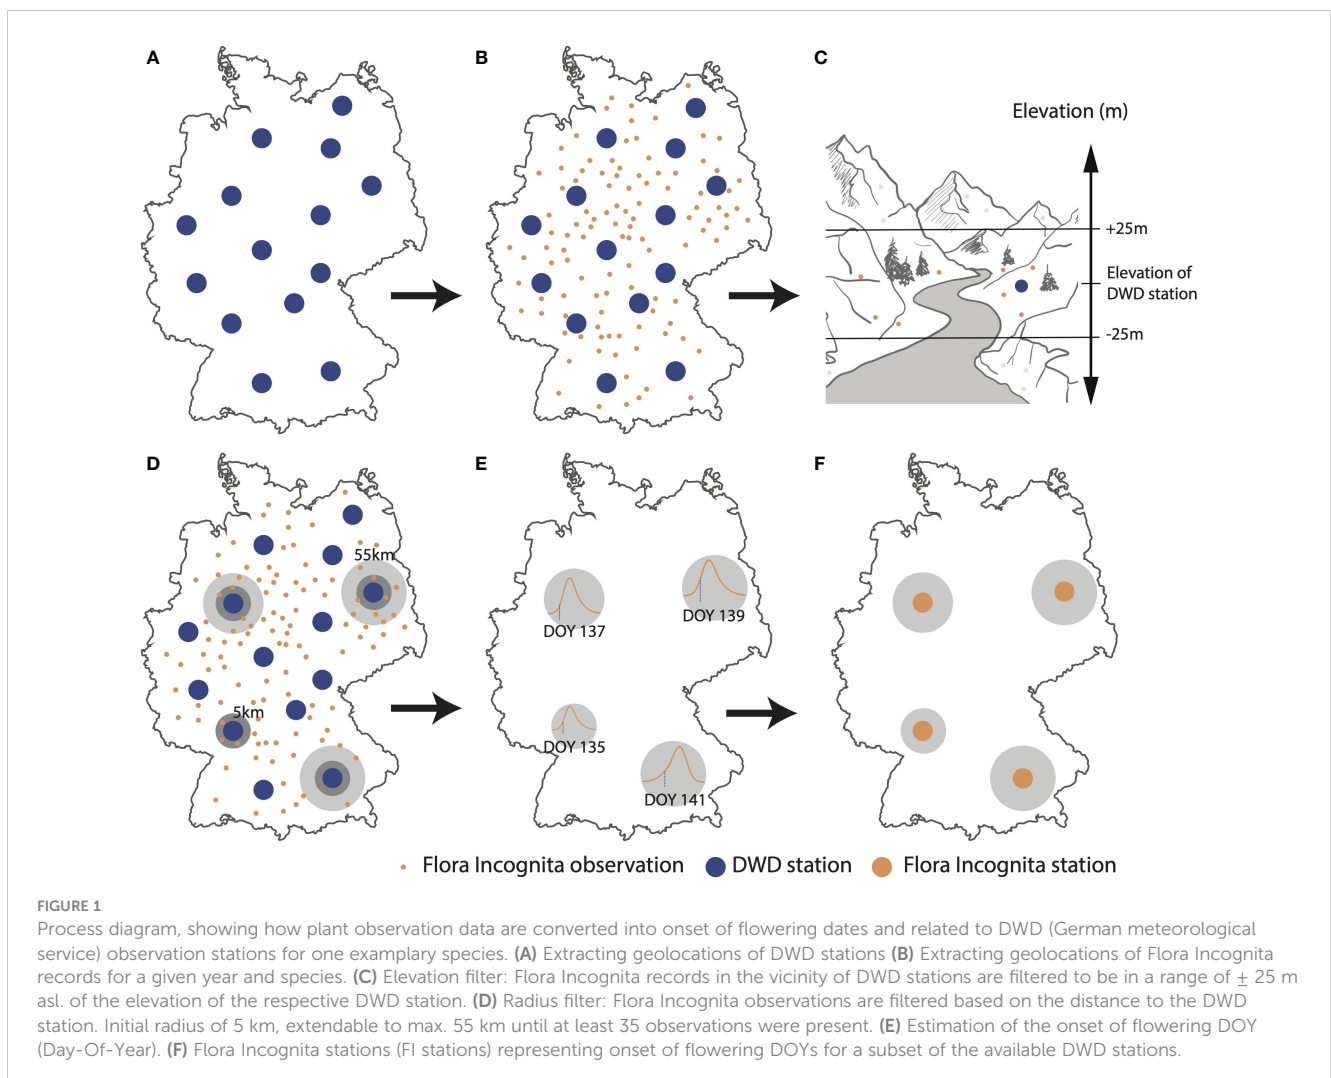 A
B
C
Elevation (m)
+25m
Elevation of
DWD station
-25m
D
55km
5km
E
DOY 137
DOY 139
DOY 135
DOY 141
F
Flora Incognita observation
DWD station
Flora Incognita station
FIGURE 1
Process diagram, showing how plant observation data are converted into onset of flowering dates and related to DWD (German meteorological
service) observation stations for one examplary species. (A) Extracting geolocations of DWD stations (B) Extracting geolocations of Flora Incognita
records for a given year and species. (C) Elevation filter: Flora Incognita records in the vicinity of DWD stations are filtered to be in a range of ± 25 m
asl. of the elevation of the respective DWD station. (D) Radius filter: Flora Incognita observations are filtered based on the distance to the DWD
station. Initial radius of 5 km, extendable to max. 55 km until at least 35 observations were present. (E) Estimation of the onset of flowering DOY
(Day-Of-Year). (F) Flora Incognita stations (FI stations) representing onset of flowering DOYs for a subset of the available DWD stations.